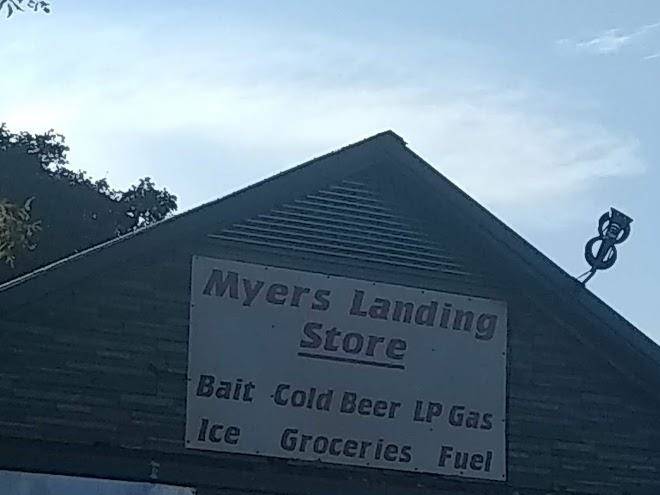 Myers Landing
Store
Bait Cold Beer LP Gas
Ice Groceries Fuel